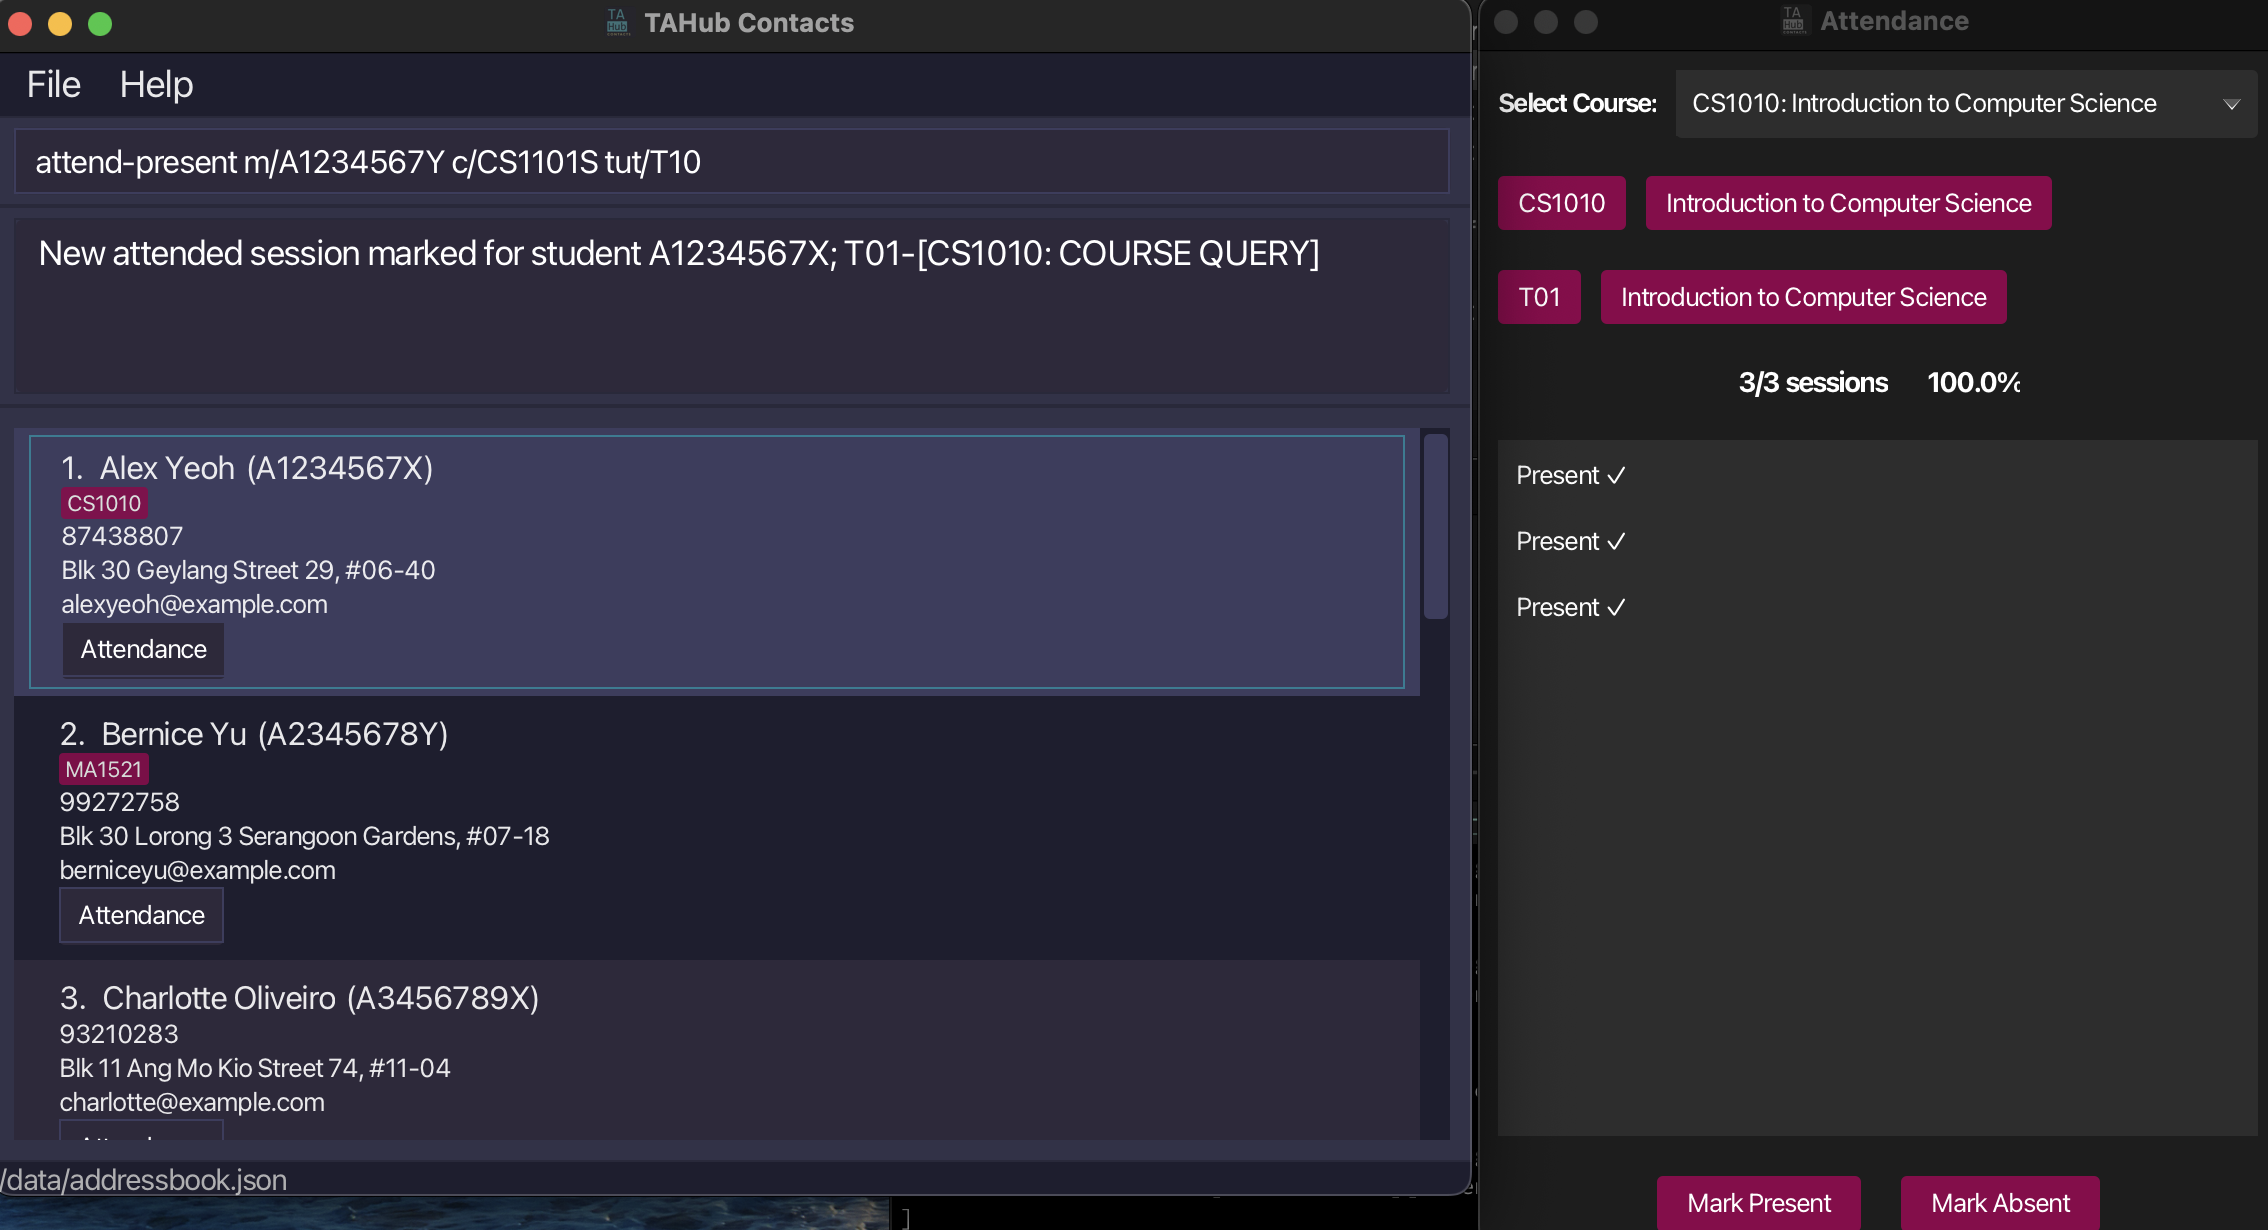 TAHub Contacts
File Help
attend-present m/A1234567Y c/CS1101S tut/T10
New attended session marked for student A1234567X; T01-[CS1010: COURSE QUERY]
1. Alex Yeoh (A1234567X)
CS1010
87438807
Blk 30 Geylang Street 29, #06-40
alexyeoh@example.com
Attendance
2. Bernice Yu (A2345678Y)
MA1521
99272758
Blk 30 Lorong 3 Serangoon Gardens, #07-18
berniceyu@example.com
Attendance
3. Charlotte Oliveiro (A3456789X)
93210283
Blk 11 Ang Mo Kio Street 74, #11-04
charlotte@example.com
/data/addressbook.json
]
Attendance
Select Course: CS1010: Introduction to Computer Science
CS1010 Introduction to Computer Science
T01 Introduction to Computer Science
3/3 sessions 100.0%
Present ✓
Present ✓
Present ✓
Mark Present Mark Absent